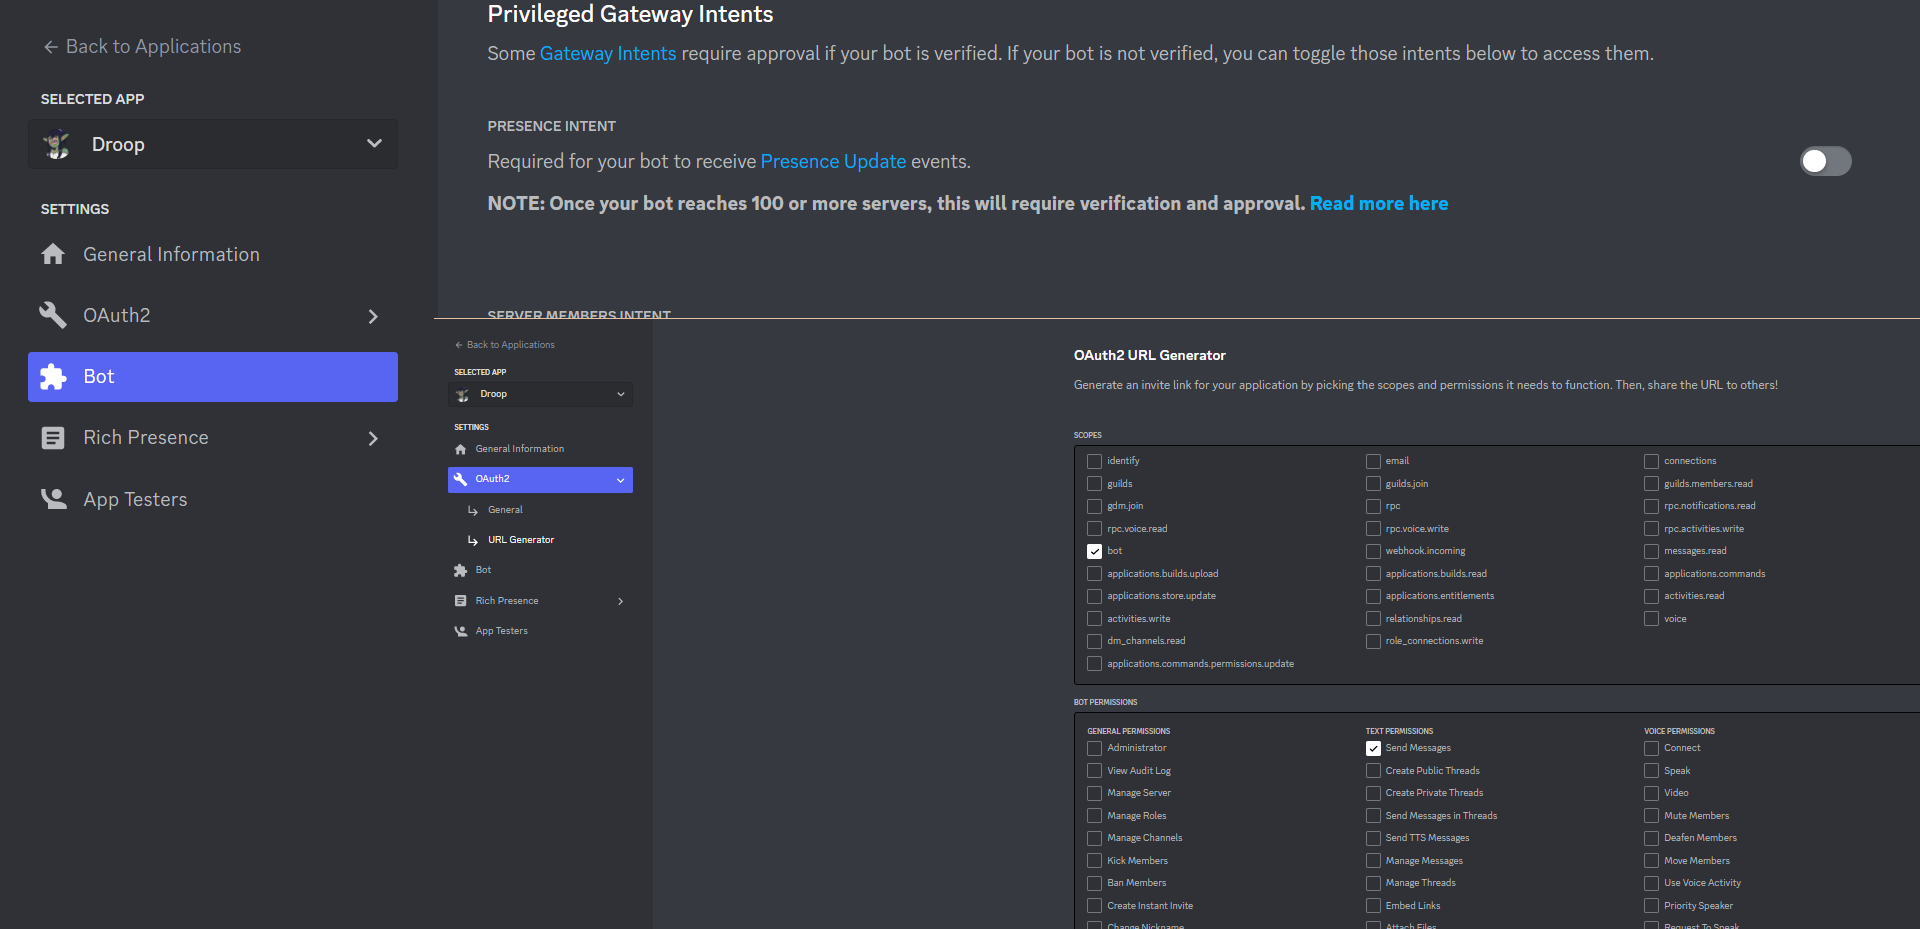 Back to Applications
SELECTED APP
Droop
SETTINGS
General Information
OAuth2
Bot
Rich Presence
App Testers
Privileged Gateway Intents
Some Gateway Intents require approval if your bot is verified. If your bot is not verified, you can toggle those intents below to access them.
PRESENCE INTENT
Required for your bot to receive Presence Update events.
NOTE: Once your bot reaches 100 or more servers, this will require verification and approval. Read more here
SERVER MEMBERS INTENT
Back to Applications
SELECTED APP
Droop
SETTINGS
General Information
OAuth2
General
URL Generator
Bot
Rich Presence
App Testers
OAuth2 URL Generator
Generate an invite link for your application by picking the scopes and permissions it needs to function. Then, share the URL to others!
SCOPES
identify email connections
guilds guilds.join guilds.members.read
gdm.join rpc rpc.notifications.read
rpc.voice.read rpc.voice.write rpc.activities.write
bot webhook.incoming messages.read
applications.builds.upload applications.builds.read applications.commands
applications.store.update applications.entitlements activities.read
activities.write relationships.read voice
dm_channels.read role_connections.write
applications.commands.permissions.update
BOT PERMISSIONS
GENERAL PERMISSIONS TEXT PERMISSIONS VOICE PERMISSIONS
Administrator Send Messages Connect
View Audit Log Create Public Threads Speak
Manage Server Create Private Threads Video
Manage Roles Send Messages in Threads Mute Members
Manage Channels Send TTS Messages Deafen Members
Kick Members Manage Messages Move Members
Ban Members Manage Threads Use Voice Activity
Create Instant Invite Embed Links Priority Speaker
Change Nickname Attach Files Request To Speak